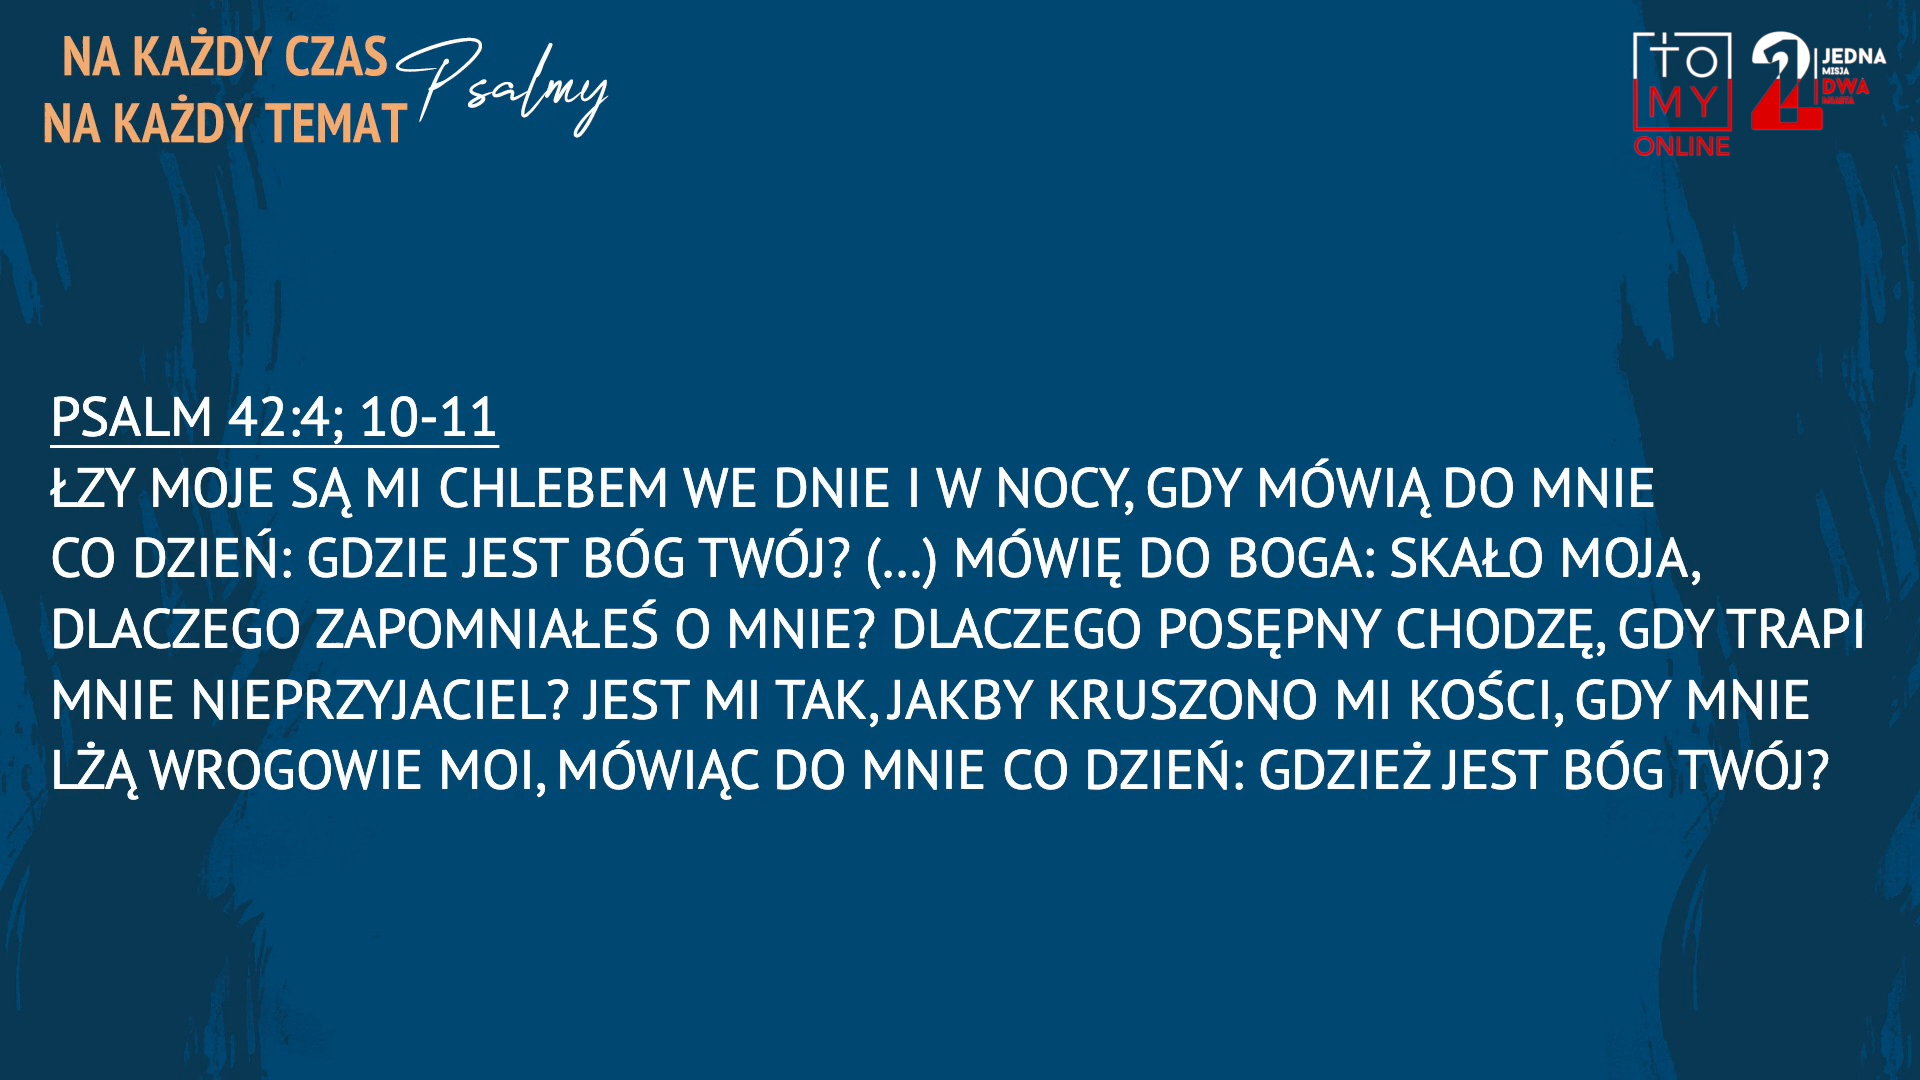 NA KAŻDY CZAS
NA KAŻDY TEMAT
Psalmy
TO
MY
ONLINE
24
JEDNA
MISJA
DWA
MIASTA
PSALM 42:4; 10-11
ŁZY MOJE SĄ MI CHLEBEM WE DNIE I W NOCY, GDY MÓWIĄ DO MNIE
CO DZIEŃ: GDZIE JEST BÓG TWÓJ? (...) MÓWIĘ DO BOGA: SKAŁO MOJA,
DLACZEGO ZAPOMNIAŁEŚ O MNIE? DLACZEGO POSĘPNY CHODZĘ, GDY TRAPI
MNIE NIEPRZYJACIEL? JEST MI TAK, JAKBY KRUSZONO MI KOŚCI, GDY MNIE
LŻĄ WROGOWIE MOI, MÓWIĄC DO MNIE CO DZIEŃ: GDZIEŻ JEST BÓG TWÓJ?